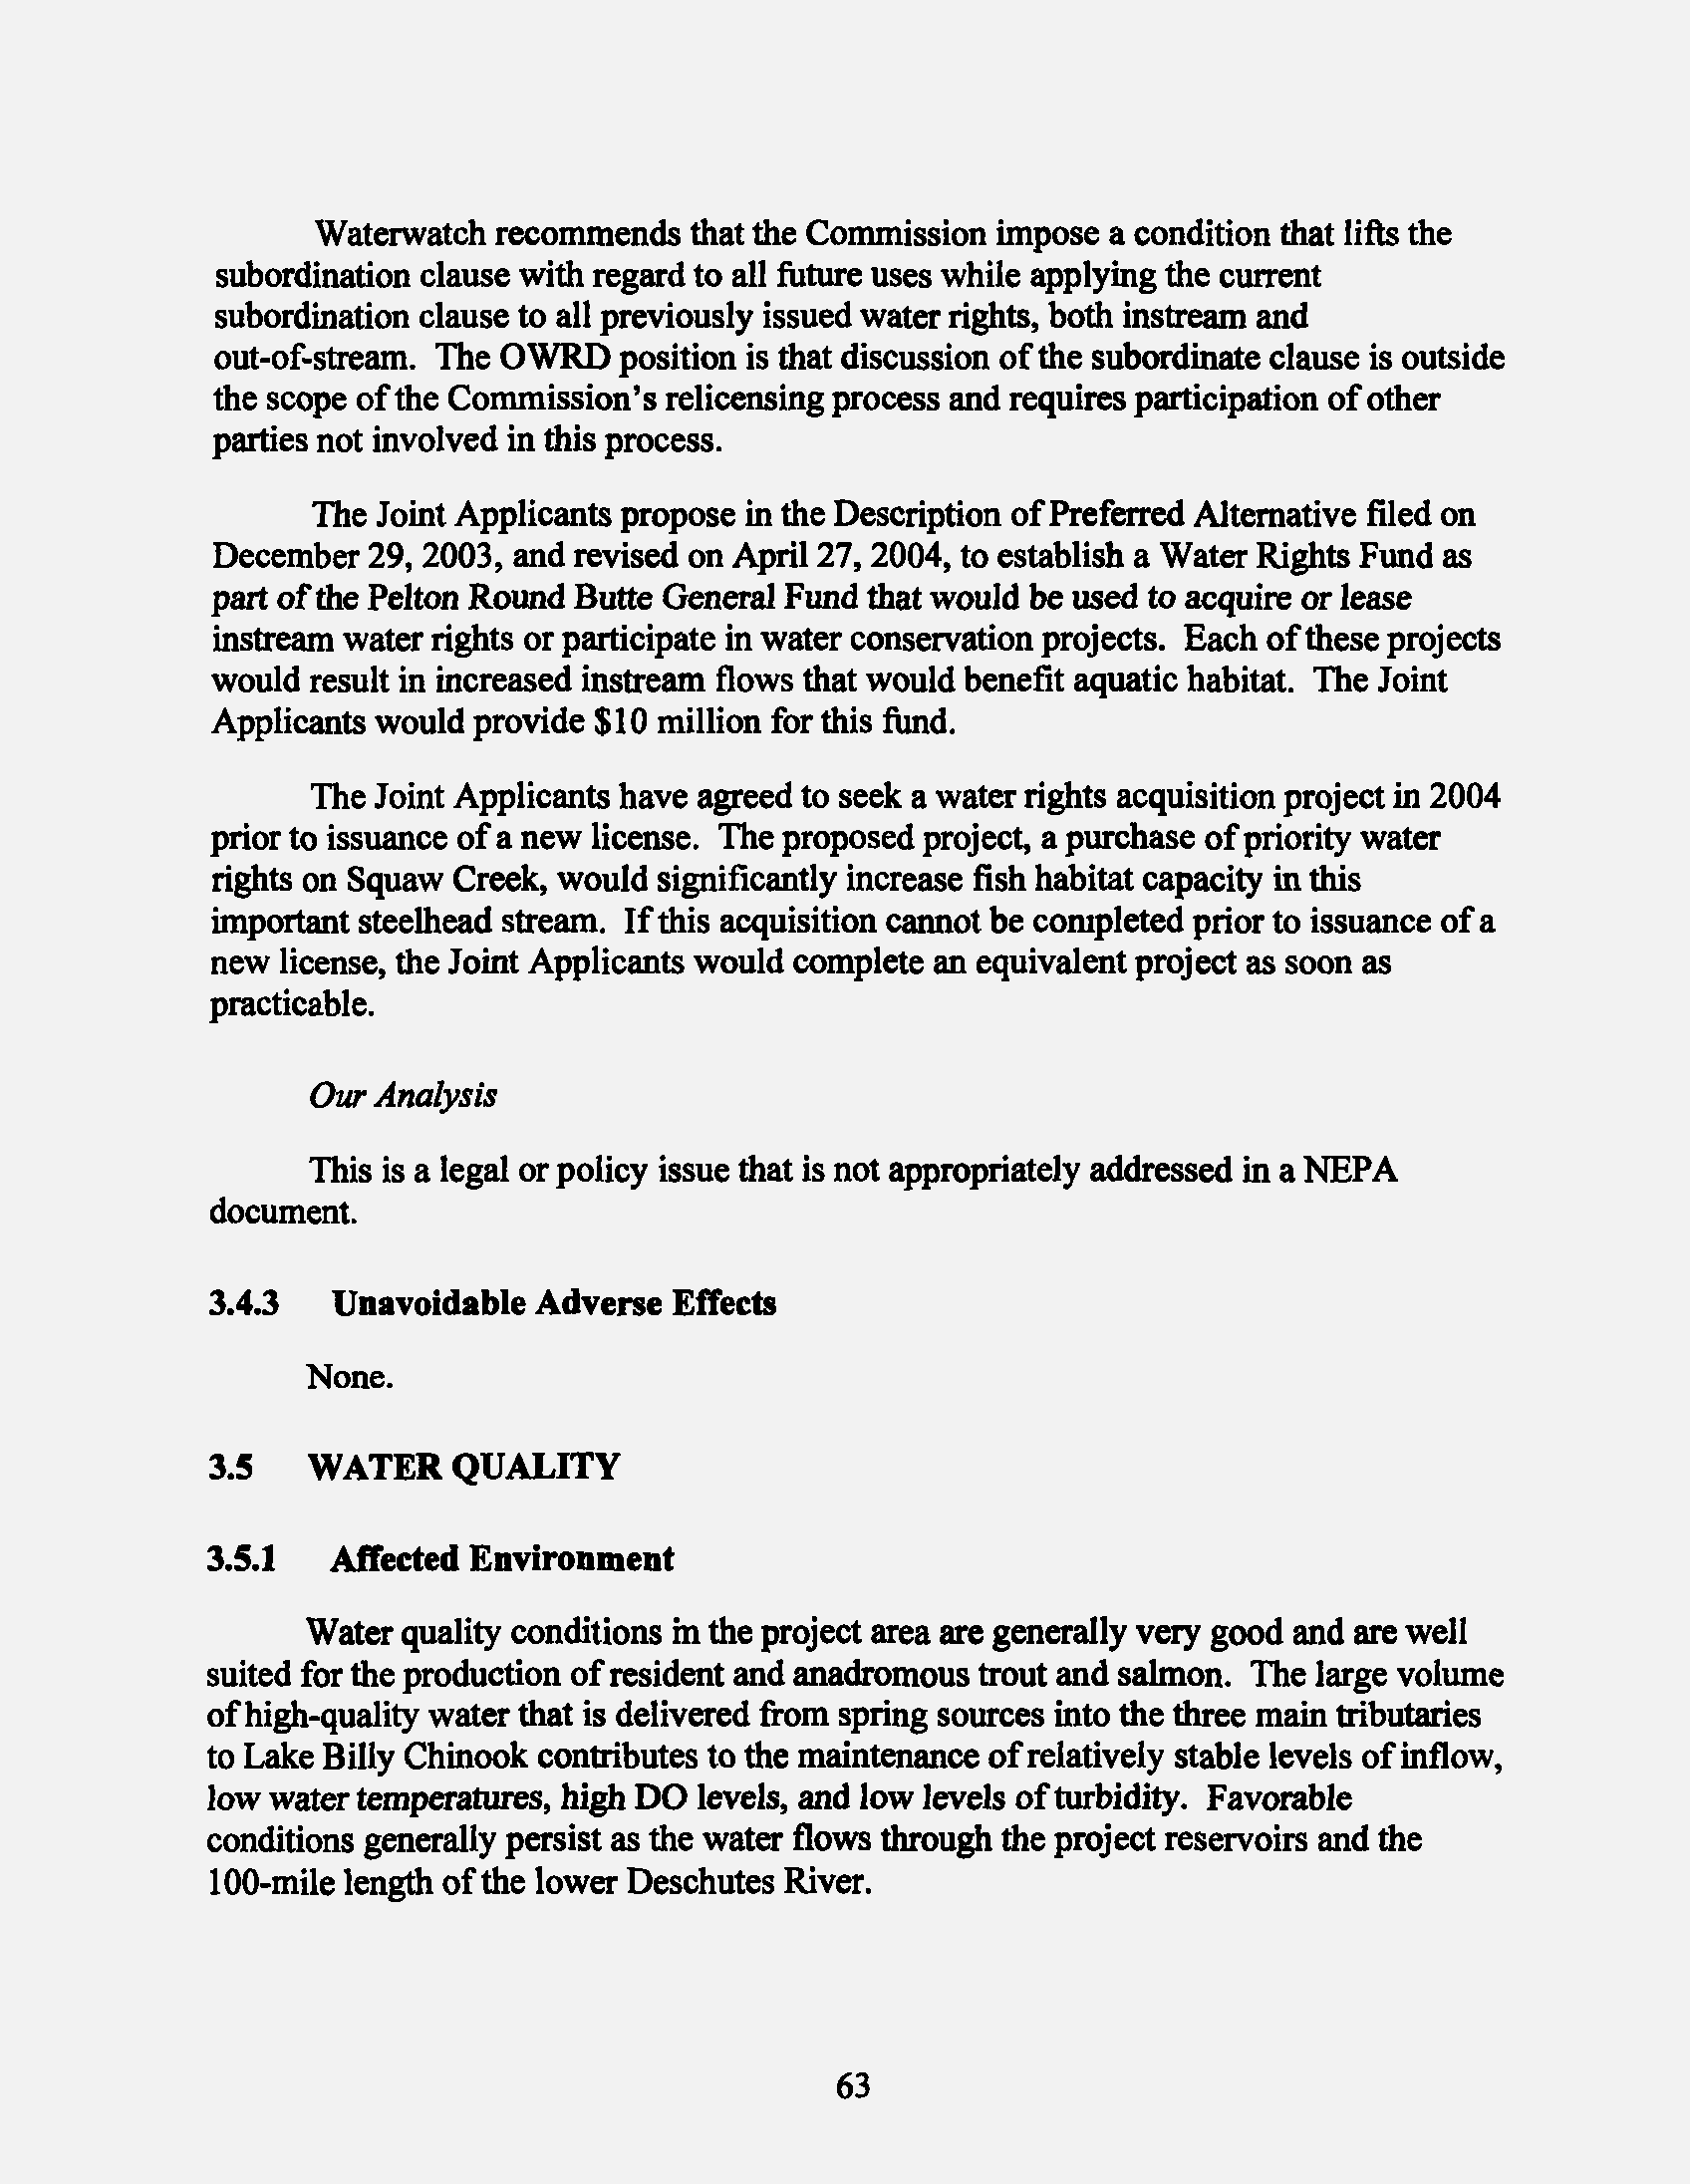 Waterwatch recommends that the Commission impose a condition that lifts the
subordination clause with regard to all future uses while applying the current
subordination clause to all previously issued water rights, both instream and
out-of-stream. The OWRD position is that discussion of the subordinate clause is outside
the scope of the Commission's relicensing process and requires participation of other
parties not involved in this process.
The Joint Applicants propose in the Description of Preferred Alternative filed on
December 29, 2003, and revised on April 27, 2004, to establish a Water Rights Fund as
part of the Pelton Round Butte General Fund that would be used to acquire or lease
instream water rights or participate in water conservation projects. Each of these projects
would result in increased instream flows that would benefit aquatic habitat. The Joint
Applicants would provide $10 million for this fund.
The Joint Applicants have agreed to seek a water rights acquisition project in 2004
prior to issuance of a new license. The proposed project, a purchase of priority water
rights on Squaw Creek, would significantly increase fish habitat capacity in this
important steelhead stream. If this acquisition cannot be completed prior to issuance of a
new license, the Joint Applicants would complete an equivalent project as soon as
practicable.
Our Analysis
This is a legal or policy issue that is not appropriately addressed in a NEPA
document.
3.4.3 Unavoidable Adverse Effects
None.
3.5 WATER QUALITY
3.5.1 Affected Environment
Water quality conditions in the project area are generally very good and are well
suited for the production of resident and anadromous trout and salmon. The large volume
of high-quality water that is delivered from spring sources into the three main tributaries
to Lake Billy Chinook contributes to the maintenance of relatively stable levels of inflow,
low water temperatures, high DO levels, and low levels of turbidity. Favorable
conditions generally persist as the water flows through the project reservoirs and the
100-mile length of the lower Deschutes River.
63